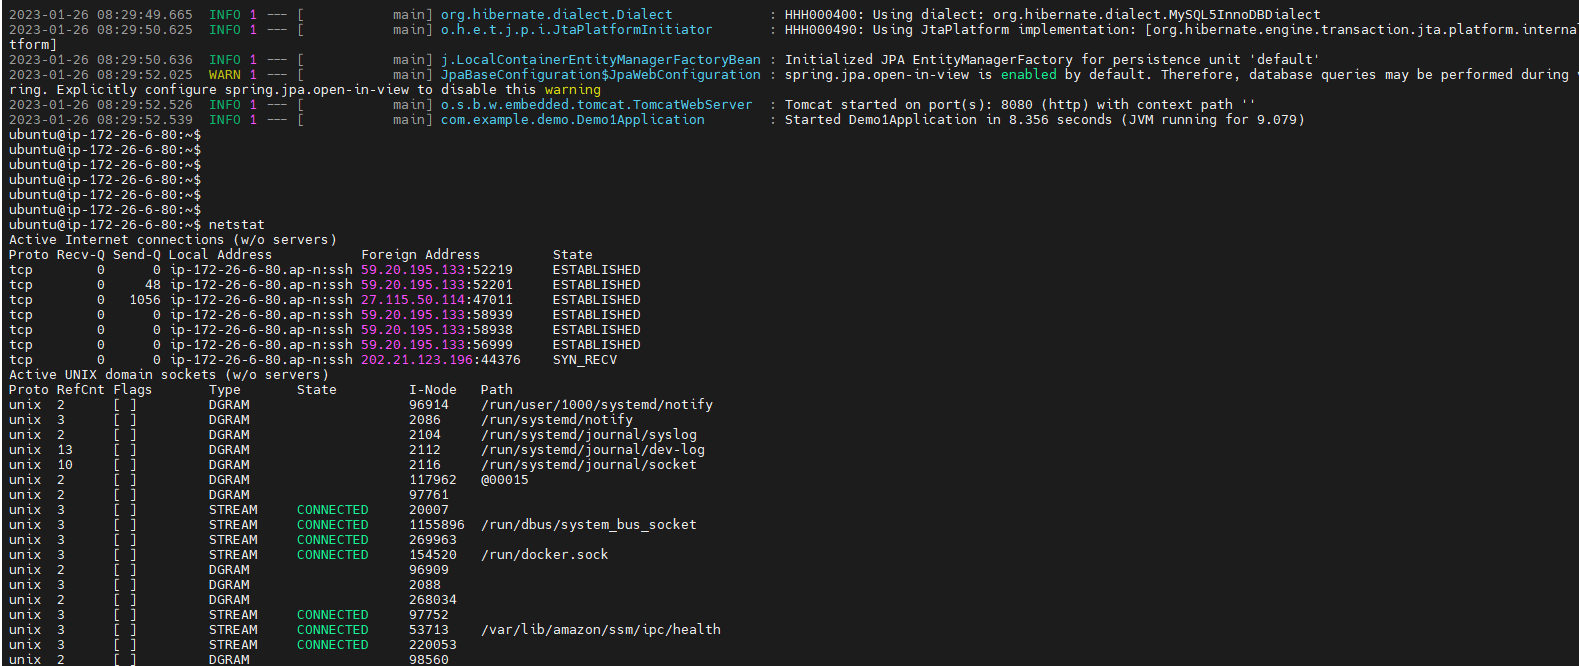 2023-01-26 08:29:49.665  INFO 1 --- [           main] org.hibernate.dialect.Dialect            : HHH000400: Using dialect: org.hibernate.dialect.MySQL5InnoDBDialect
2023-01-26 08:29:50.625  INFO 1 --- [           main] o.h.e.t.j.p.i.JtaPlatformInitiator       : HHH000490: Using JtaPlatform implementation: [org.hibernate.engine.transaction.jta.platform.interna
tform]
2023-01-26 08:29:50.636  INFO 1 --- [           main] j.LocalContainerEntityManagerFactoryBean : Initialized JPA EntityManagerFactory for persistence unit 'default'
2023-01-26 08:29:52.025  WARN 1 --- [           main] JpaBaseConfiguration$JpaWebConfiguration : spring.jpa.open-in-view is enabled by default. Therefore, database queries may be performed during
ring. Explicitly configure spring.jpa.open-in-view to disable this warning
2023-01-26 08:29:52.526  INFO 1 --- [           main] o.s.b.w.embedded.tomcat.TomcatWebServer  : Tomcat started on port(s): 8080 (http) with context path ''
2023-01-26 08:29:52.539  INFO 1 --- [           main] com.example.demo.Demo1Application        : Started Demo1Application in 8.356 seconds (JVM running for 9.079)
ubuntu@ip-172-26-6-80:~$
ubuntu@ip-172-26-6-80:~$
ubuntu@ip-172-26-6-80:~$
ubuntu@ip-172-26-6-80:~$
ubuntu@ip-172-26-6-80:~$
ubuntu@ip-172-26-6-80:~$
ubuntu@ip-172-26-6-80:~$ netstat
Active Internet connections (w/o servers)
Proto Recv-Q Send-Q Local Address           Foreign Address         State
tcp        0      0 ip-172-26-6-80.ap-n:ssh 59.20.195.133:52219     ESTABLISHED
tcp        0     48 ip-172-26-6-80.ap-n:ssh 59.20.195.133:52201     ESTABLISHED
tcp        0   1056 ip-172-26-6-80.ap-n:ssh 27.115.50.114:47011     ESTABLISHED
tcp        0      0 ip-172-26-6-80.ap-n:ssh 59.20.195.133:58939     ESTABLISHED
tcp        0      0 ip-172-26-6-80.ap-n:ssh 59.20.195.133:58938     ESTABLISHED
tcp        0      0 ip-172-26-6-80.ap-n:ssh 59.20.195.133:56999     ESTABLISHED
tcp        0      0 ip-172-26-6-80.ap-n:ssh 202.21.123.196:44376    SYN_RECV
Active UNIX domain sockets (w/o servers)
Proto RefCnt Flags       Type       State         I-Node   Path
unix  2      [ ]         DGRAM                    96914    /run/user/1000/systemd/notify
unix  3      [ ]         DGRAM                    2086     /run/systemd/notify
unix  2      [ ]         DGRAM                    2104     /run/systemd/journal/syslog
unix  13     [ ]         DGRAM                    2112     /run/systemd/journal/dev-log
unix  10     [ ]         DGRAM                    2116     /run/systemd/journal/socket
unix  2      [ ]         DGRAM                    117962   @00015
unix  2      [ ]         DGRAM                    97761
unix  3      [ ]         STREAM     CONNECTED     20007
unix  3      [ ]         STREAM     CONNECTED     1155896  /run/dbus/system_bus_socket
unix  3      [ ]         STREAM     CONNECTED     269963
unix  3      [ ]         STREAM     CONNECTED     154520   /run/docker.sock
unix  2      [ ]         DGRAM                    96909
unix  3      [ ]         DGRAM                    2088
unix  2      [ ]         DGRAM                    268034
unix  3      [ ]         STREAM     CONNECTED     97752
unix  3      [ ]         STREAM     CONNECTED     53713    /var/lib/amazon/ssm/ipc/health
unix  3      [ ]         STREAM     CONNECTED     220053
unix  2      [ ]         DGRAM                    98560